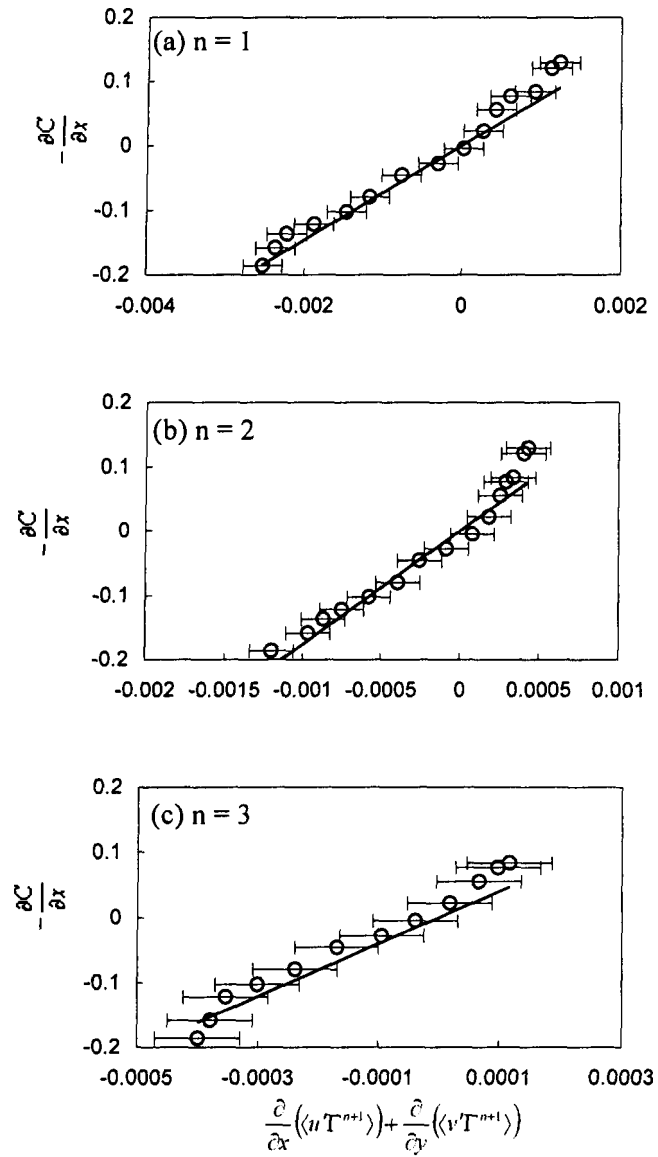 (a) n = 1
0.2
0.1
0
-0.1
-0.2
-∂C/∂x
-0.004 -0.002 0 0.002
(b) n = 2
0.2
0.1
0
-0.1
-0.2
-∂C/∂x
-0.002 -0.0015 -0.001 -0.0005 0 0.0005 0.001
(c) n = 3
0.2
0.1
0
-0.1
-0.2
-∂C/∂x
-0.0005 -0.0003 -0.0001 0.0001 0.0003
∂/∂x(⟨u'Γⁿ⁺¹⟩)+∂/∂y(⟨v'Γⁿ⁺¹⟩)